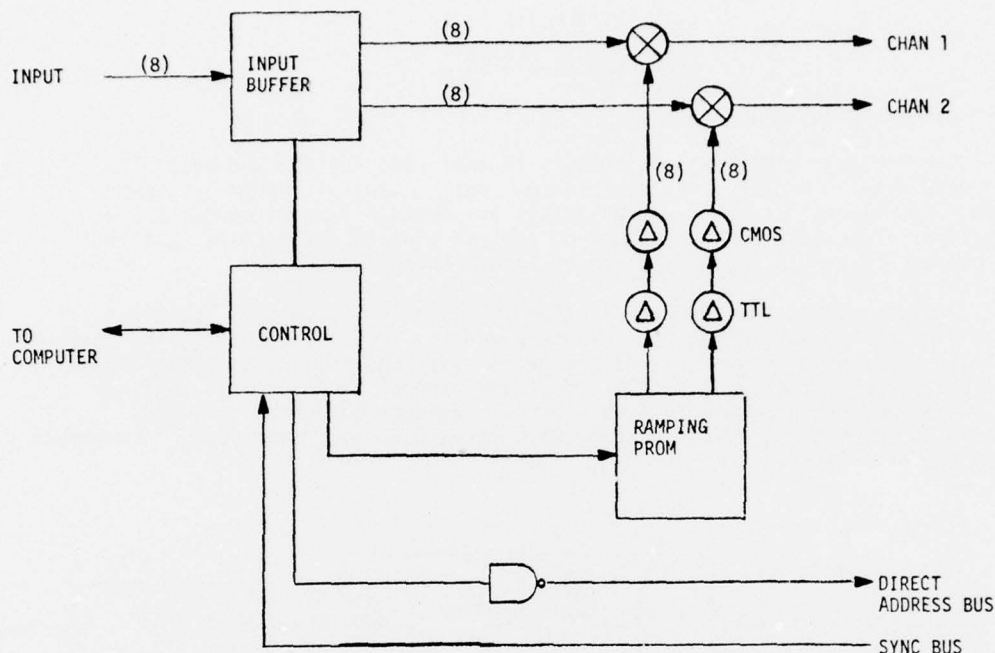 INPUT
(8)
INPUT
BUFFER
(8)
CHAN 1
(8)
CHAN 2
(8)
(8)
Δ
Δ
CMOS
Δ
Δ
TTL
TO
COMPUTER
CONTROL
RAMPING
PROM
DIRECT
ADDRESS BUS
SYNC BUS